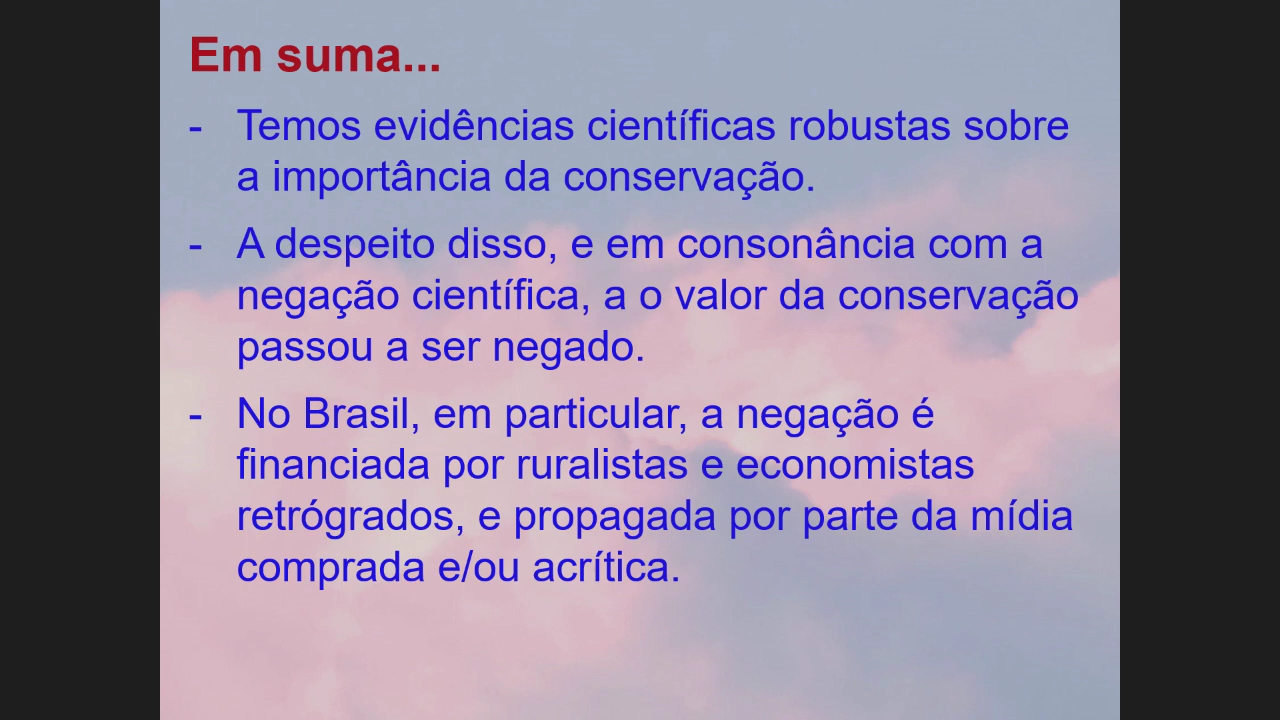 Em suma...
- Temos evidências científicas robustas sobre
a importância da conservação.
- A despeito disso, e em consonância com a
negação científica, a o valor da conservação
passou a ser negado.
- No Brasil, em particular, a negação é
financiada por ruralistas e economistas
retrógrados, e propagada por parte da mídia
comprada e/ou acrítica.